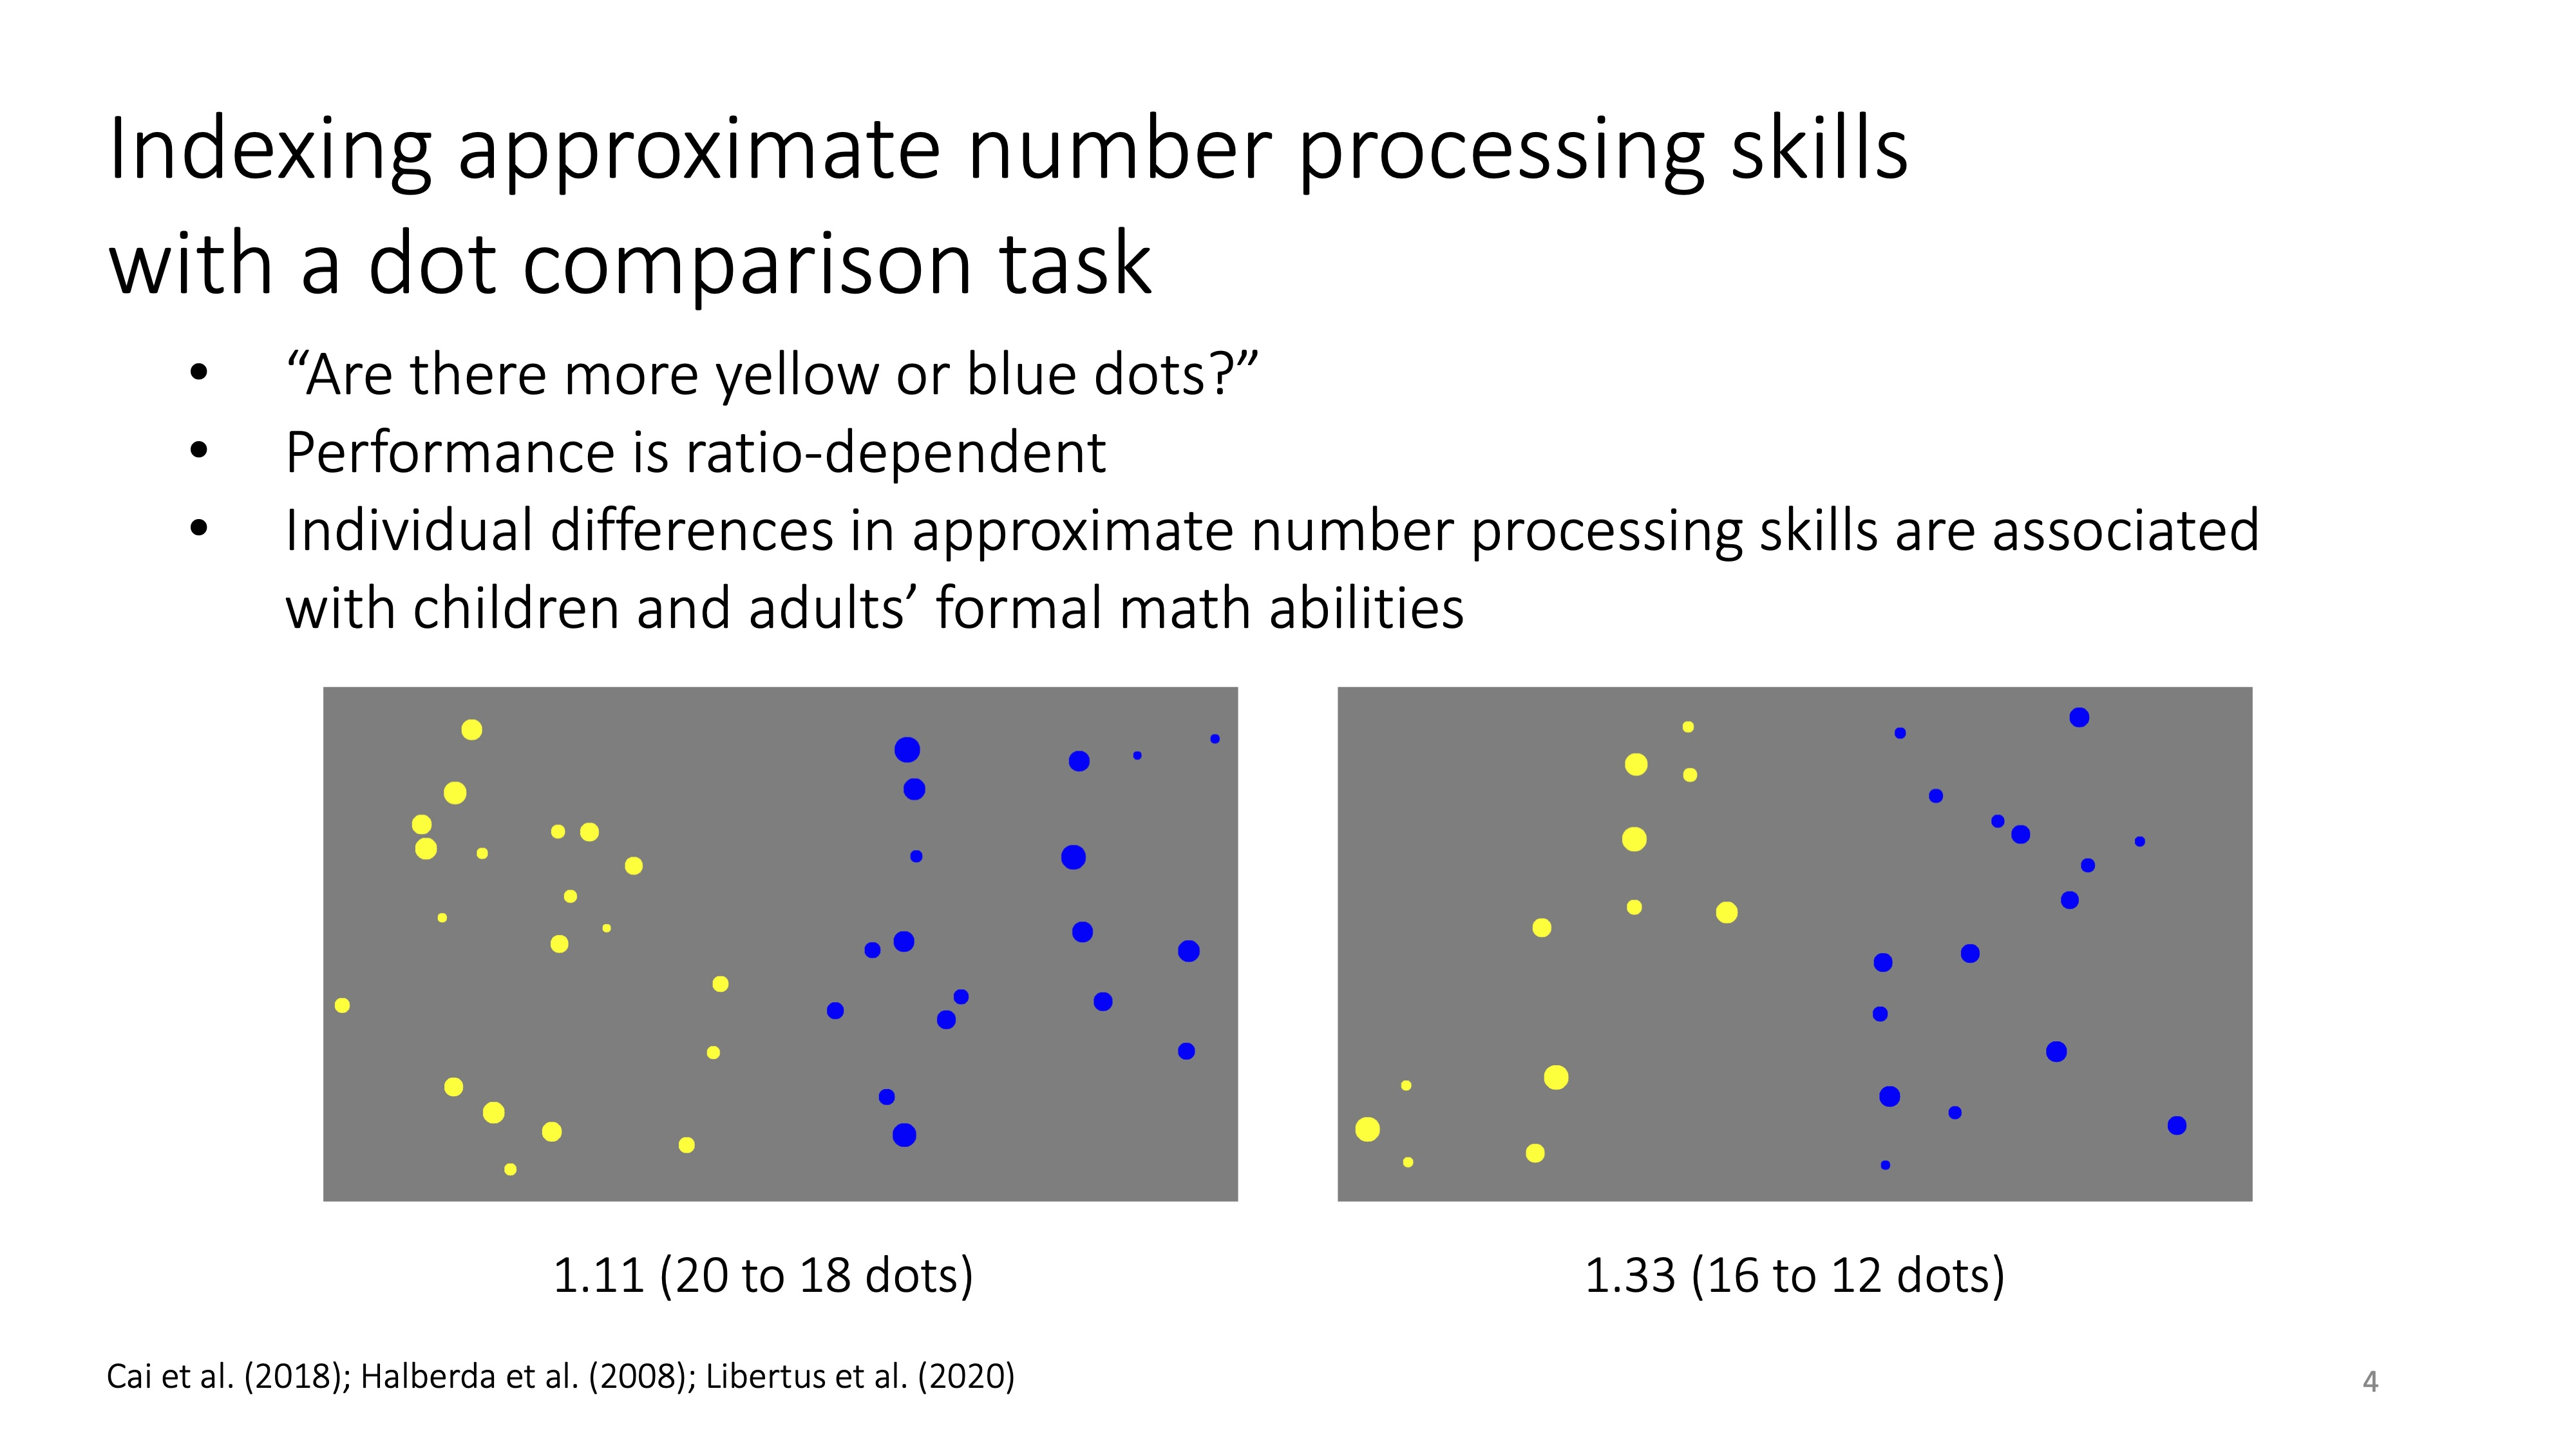 Indexing approximate number processing skills
with a dot comparison task
• “Are there more yellow or blue dots?”
• Performance is ratio-dependent
• Individual differences in approximate number processing skills are associated
with children and adults’ formal math abilities
1.11 (20 to 18 dots)
1.33 (16 to 12 dots)
Cai et al. (2018); Halberda et al. (2008); Libertus et al. (2020)
4